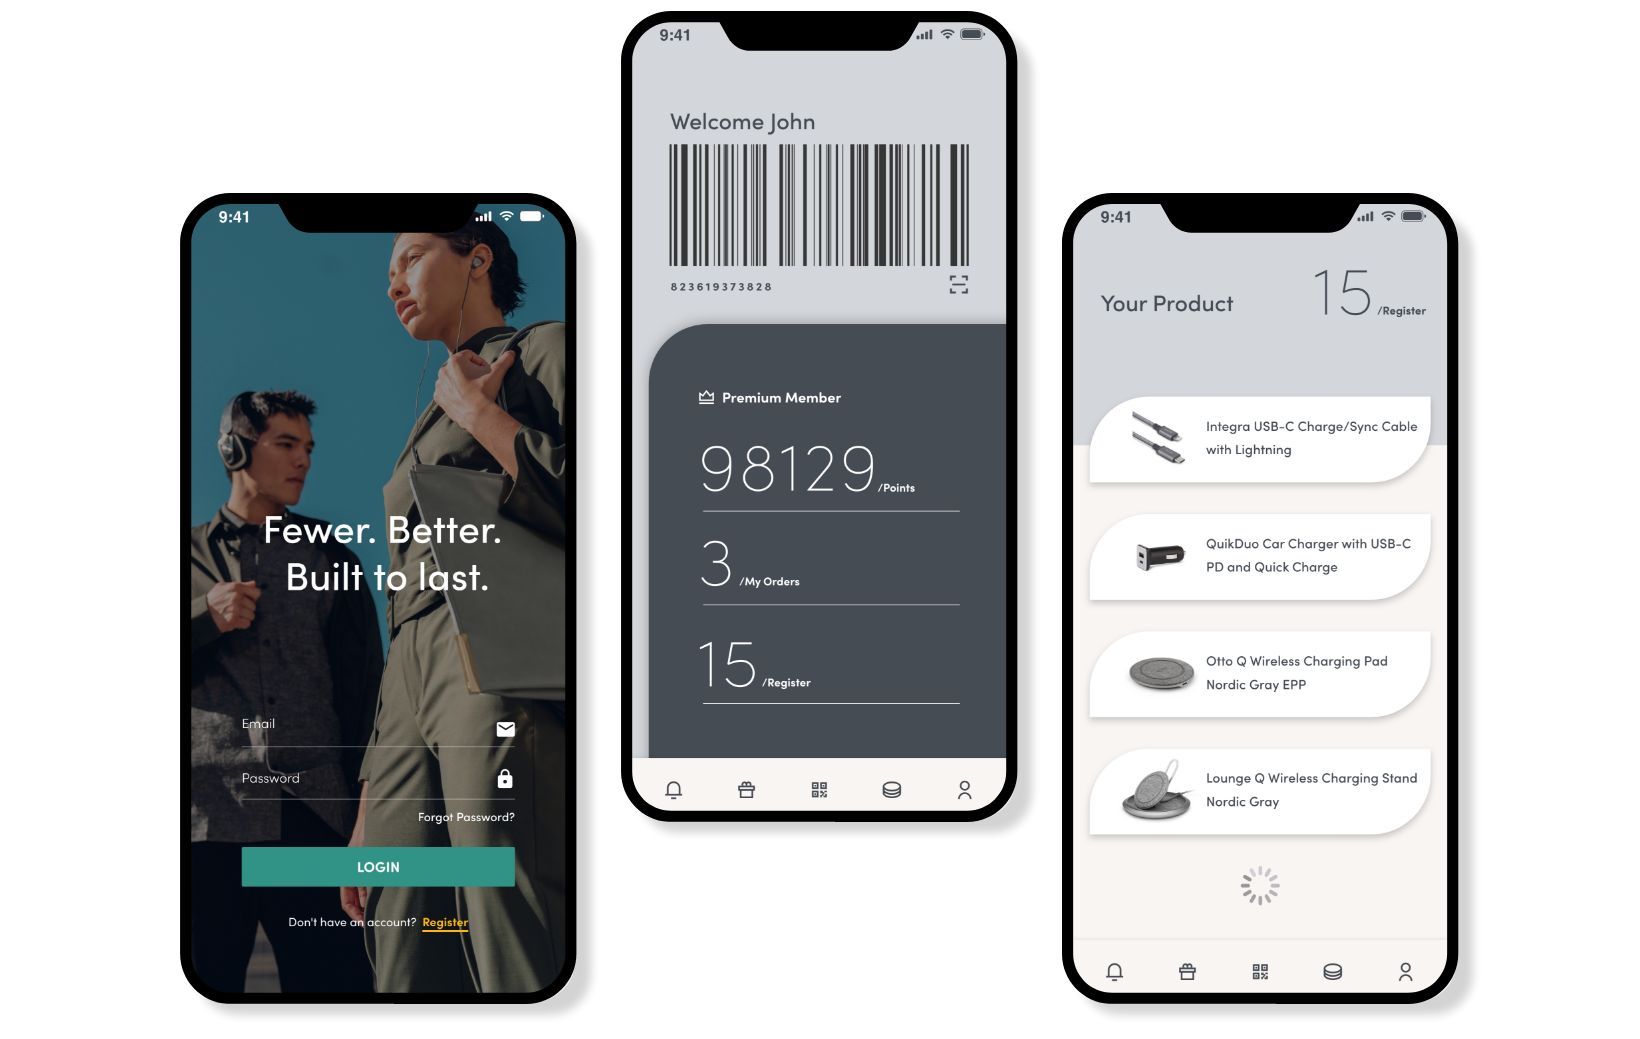 9:41
Fewer. Better.
Built to last.
Email
Password
Forgot Password?
LOGIN
Don't have an account? Register
9:41
Welcome John
823619373828
Premium Member
98129 /Points
3 /My Orders
15 /Register
9:41
Your Product
15 /Register
Integra USB-C Charge/Sync Cable
with Lightning
QuikDuo Car Charger with USB-C
PD and Quick Charge
Otto Q Wireless Charging Pad
Nordic Gray EPP
Lounge Q Wireless Charging Stand
Nordic Gray